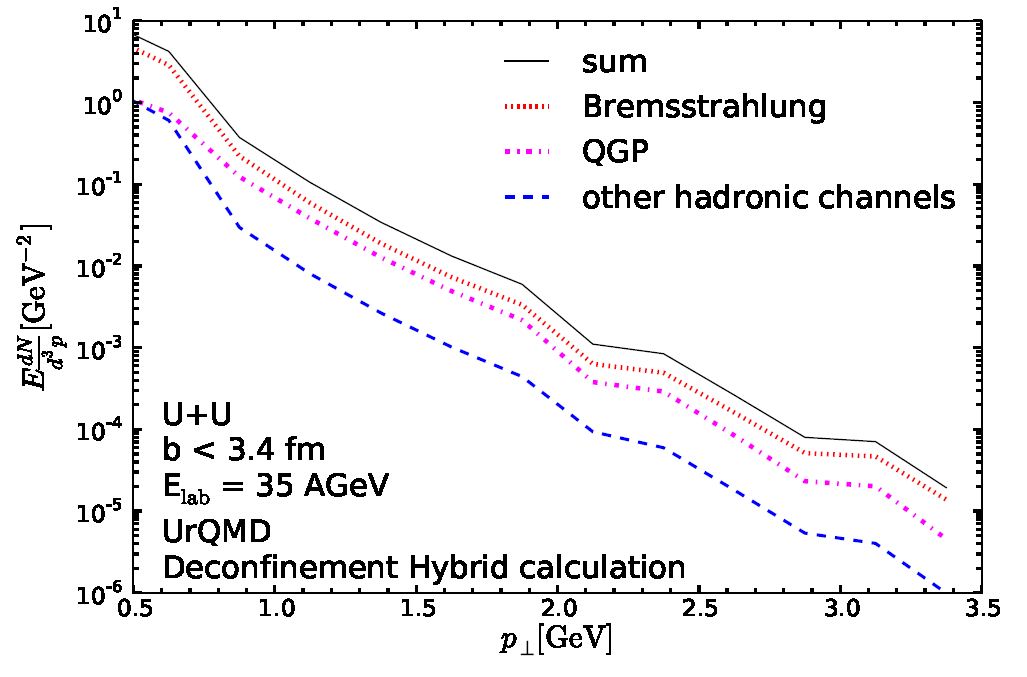 10¹
10⁰
10⁻¹
10⁻²
10⁻³
10⁻⁴
10⁻⁵
10⁻⁶
E dN/d³p [GeV⁻²]
sum
Bremsstrahlung
QGP
other hadronic channels
U+U
b < 3.4 fm
E_lab = 35 AGeV
UrQMD
Deconfinement Hybrid calculation
0.5 1.0 1.5 2.0 2.5 3.0 3.5
p⊥[GeV]